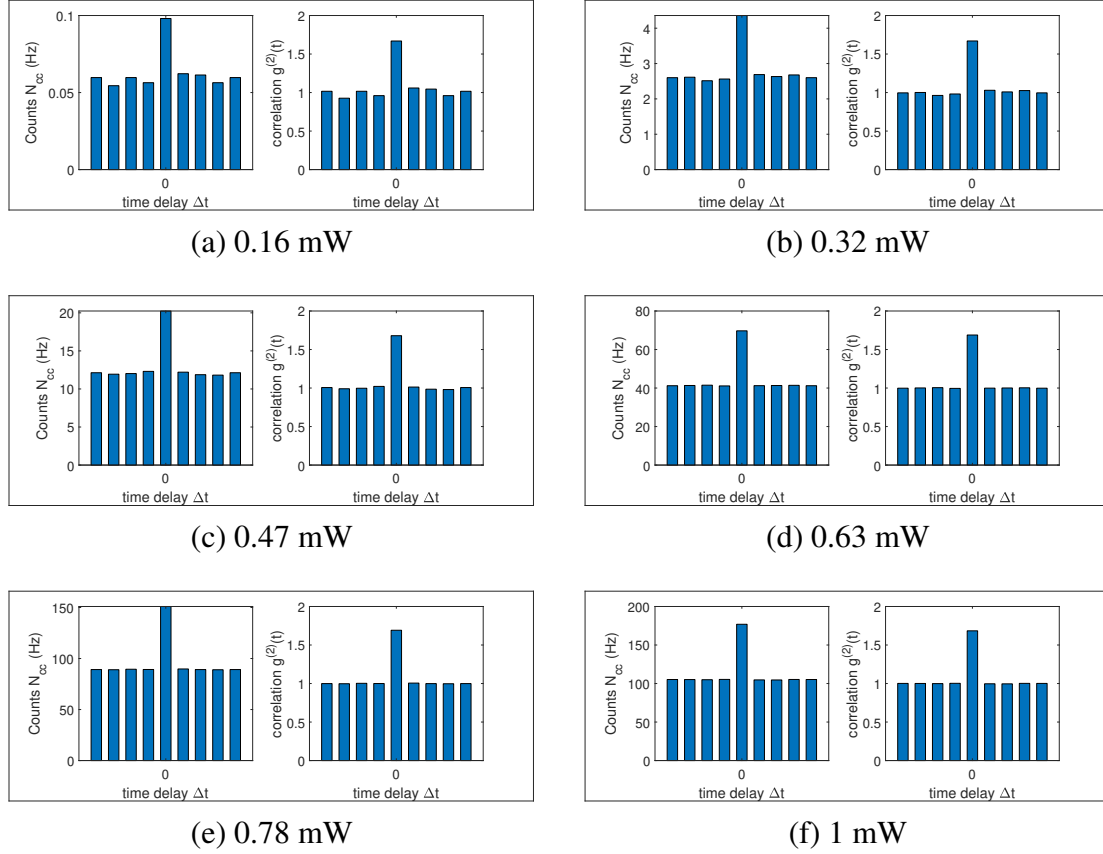 Counts N_cc (Hz)
0.1
0.05
0
0
time delay Δt
correlation g^(2)(t)
2
1.5
1
0.5
0
0
time delay Δt
(a) 0.16 mW
Counts N_cc (Hz)
4
3
2
1
0
0
time delay Δt
correlation g^(2)(t)
2
1.5
1
0.5
0
0
time delay Δt
(b) 0.32 mW
Counts N_cc (Hz)
20
15
10
5
0
0
time delay Δt
correlation g^(2)(t)
2
1.5
1
0.5
0
0
time delay Δt
(c) 0.47 mW
Counts N_cc (Hz)
80
60
40
20
0
0
time delay Δt
correlation g^(2)(t)
2
1.5
1
0.5
0
0
time delay Δt
(d) 0.63 mW
Counts N_cc (Hz)
150
100
50
0
0
time delay Δt
correlation g^(2)(t)
2
1.5
1
0.5
0
0
time delay Δt
(e) 0.78 mW
Counts N_cc (Hz)
200
150
100
50
0
0
time delay Δt
correlation g^(2)(t)
2
1.5
1
0.5
0
0
time delay Δt
(f) 1 mW